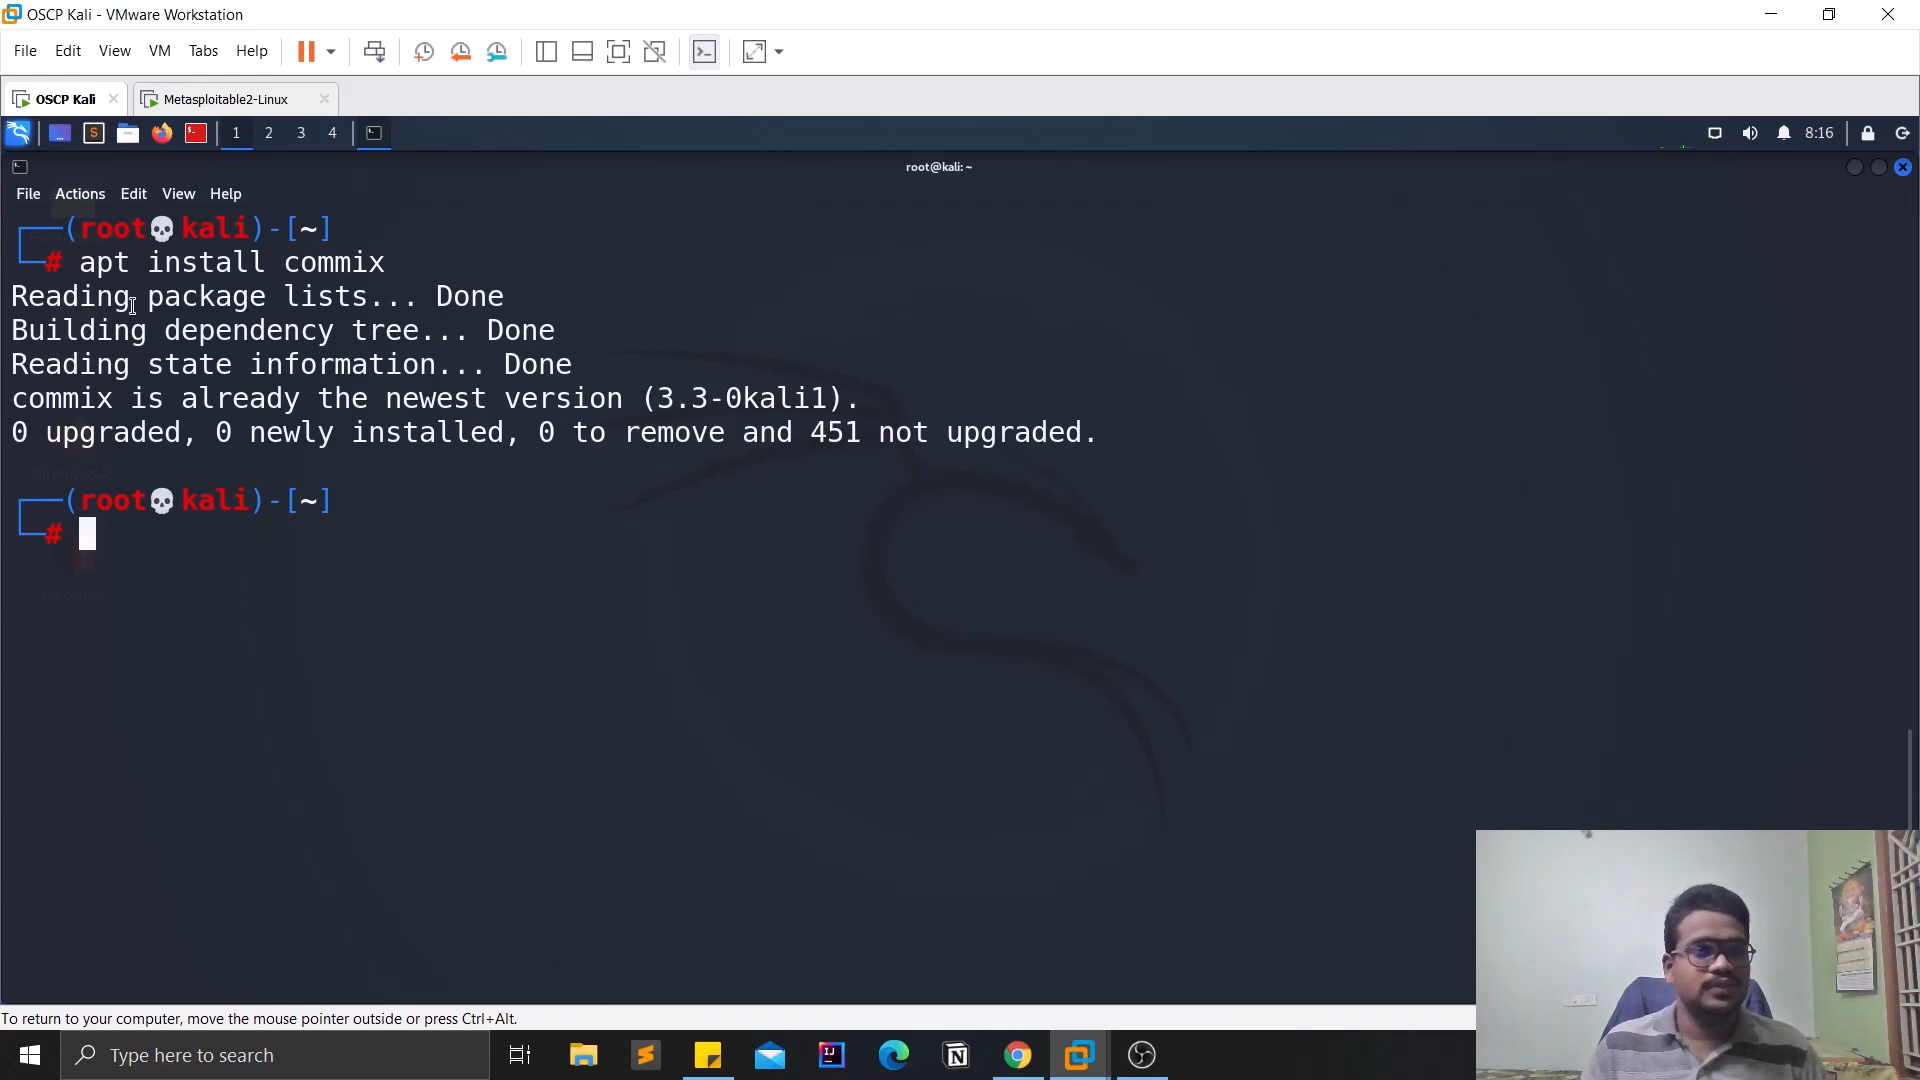 OSCP Kali - VMware Workstation
File Edit View VM Tabs Help
OSCP Kali Metasploitable2-Linux
1 2 3 4 8:16
root@kali: ~
File Actions Edit View Help
(root💀kali)-[~]
# apt install commix
Reading package lists... Done
Building dependency tree... Done
Reading state information... Done
commix is already the newest version (3.3-0kali1).
0 upgraded, 0 newly installed, 0 to remove and 451 not upgraded.
(root💀kali)-[~]
#
To return to your computer, move the mouse pointer outside or press Ctrl+Alt.
Type here to search